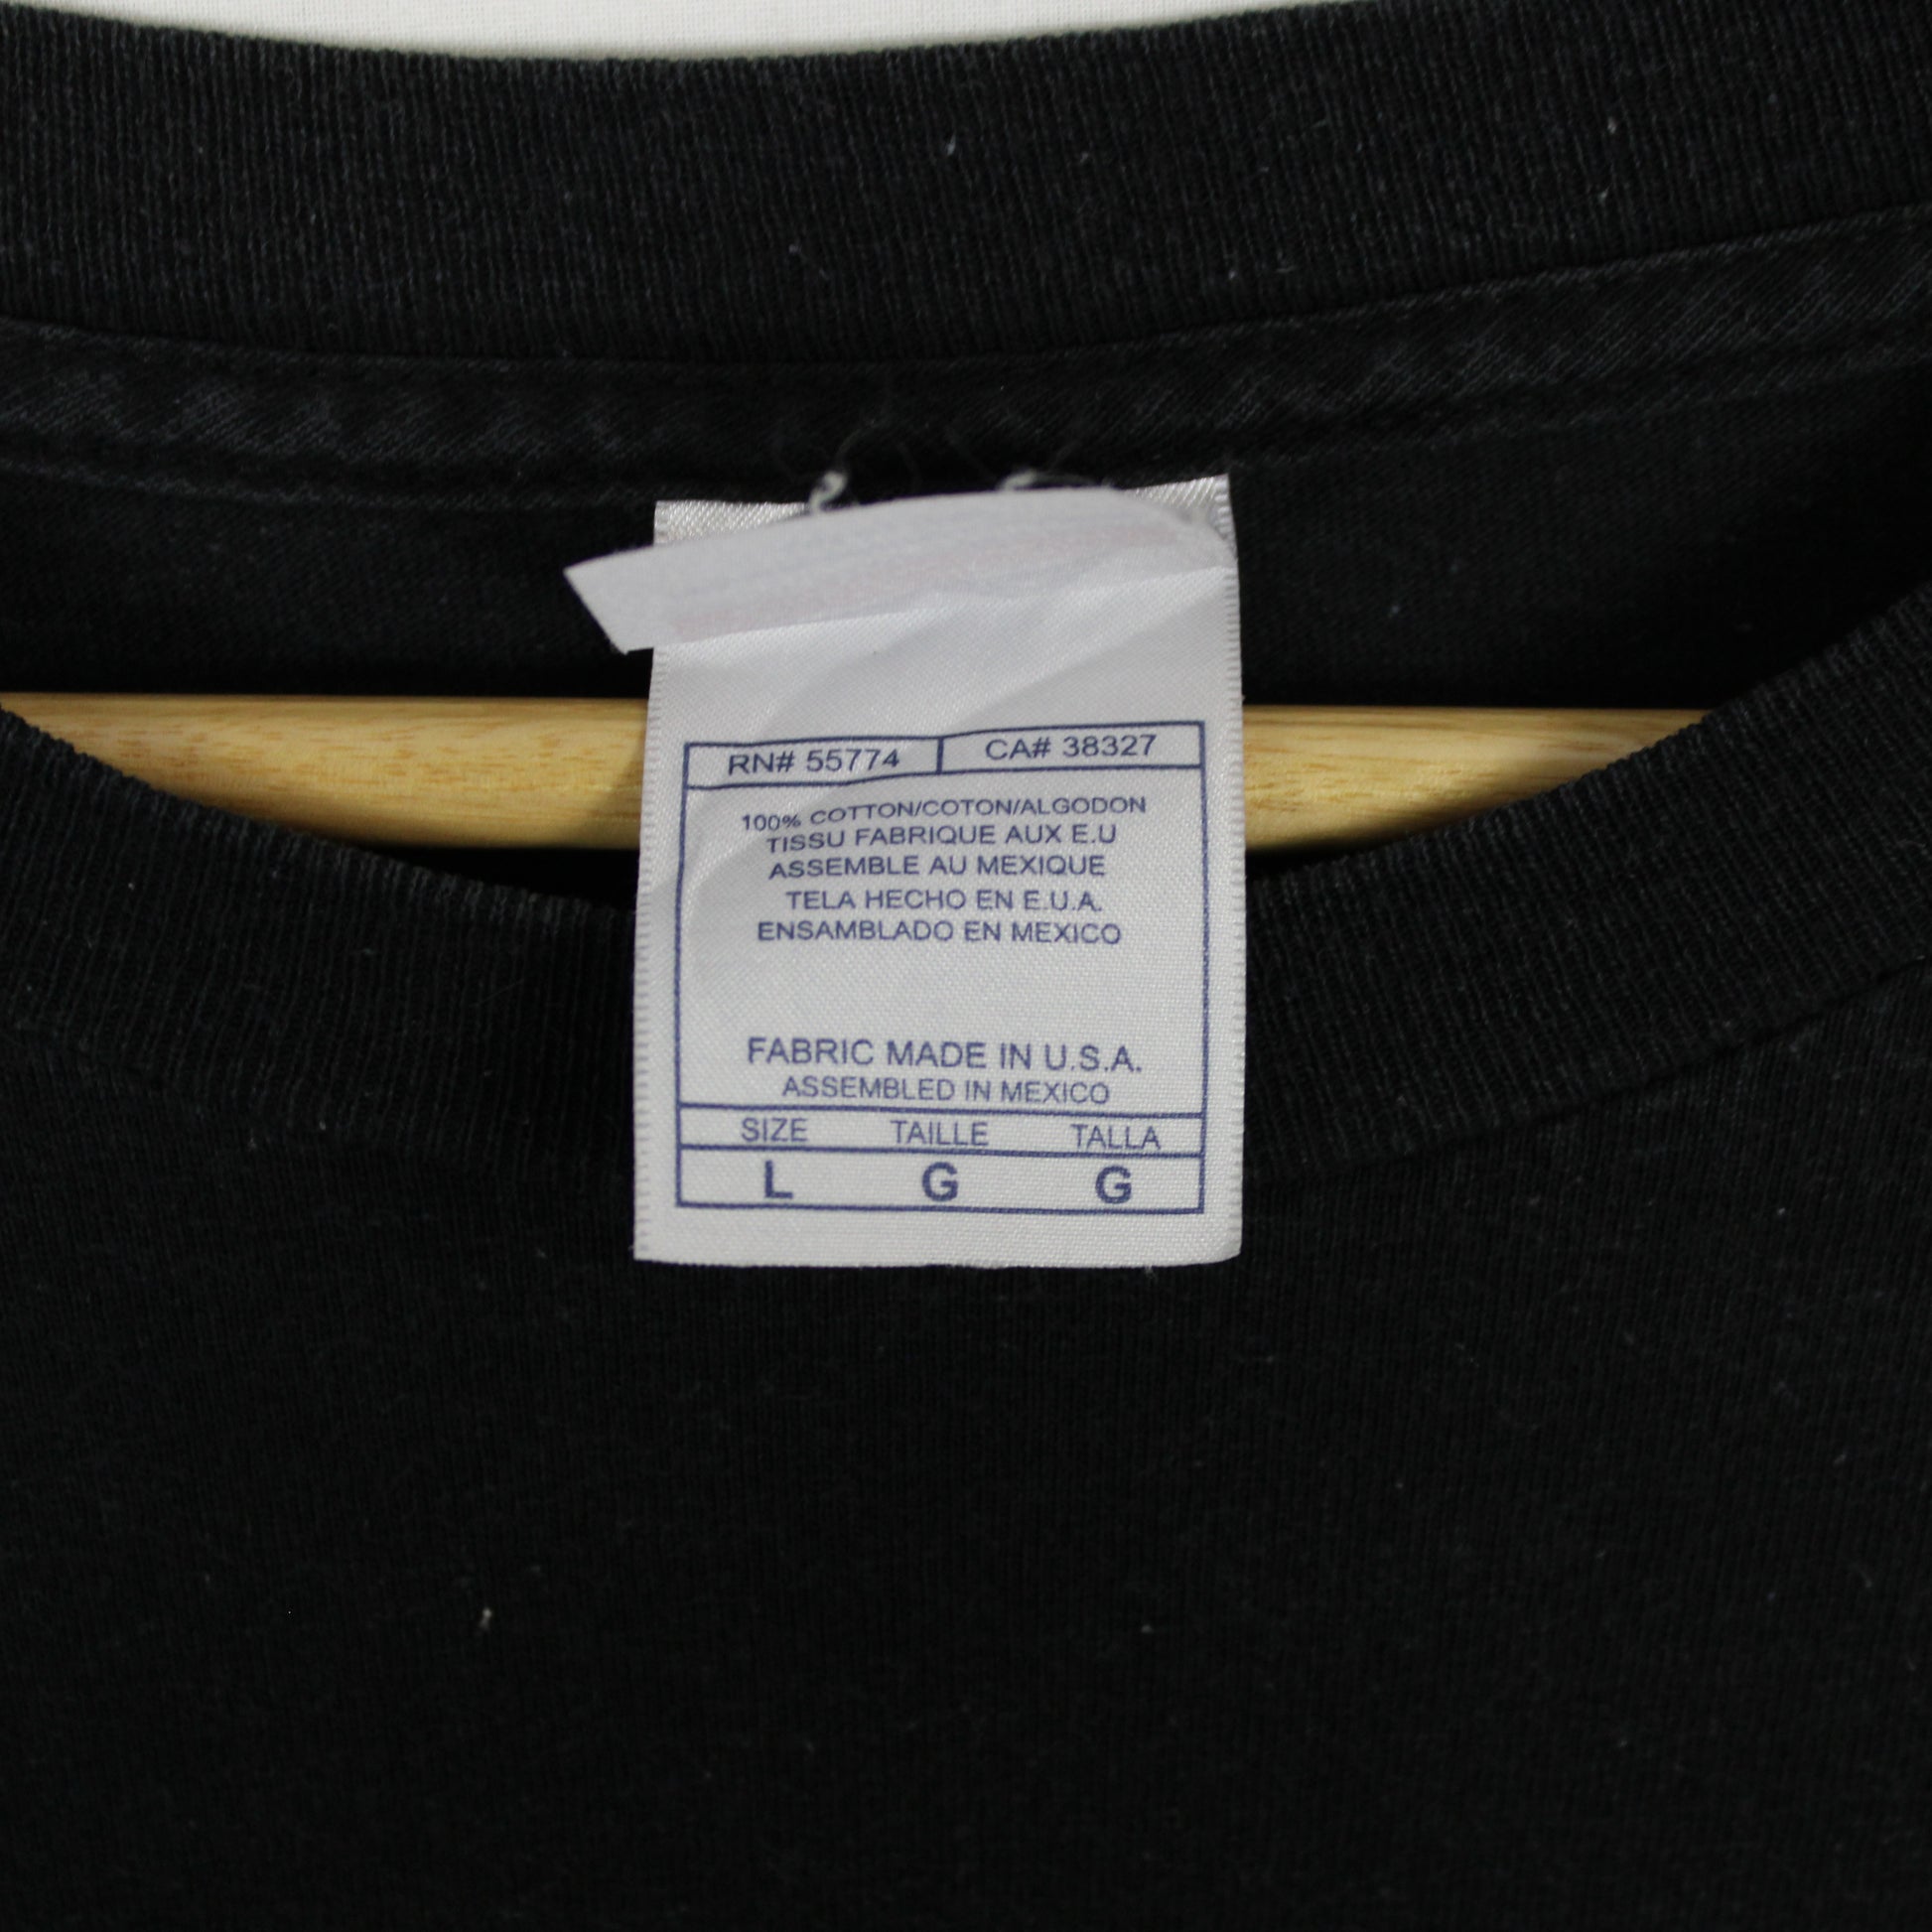 RN# 55774 CA# 38327
100% COTTON/COTON/ALGODON
TISSU FABRIQUE AUX E.U
ASSEMBLE AU MEXIQUE
TELA HECHO EN E.U.A.
ENSAMBLADO EN MEXICO
FABRIC MADE IN U.S.A.
ASSEMBLED IN MEXICO
SIZE TAILLE TALLA
L G G